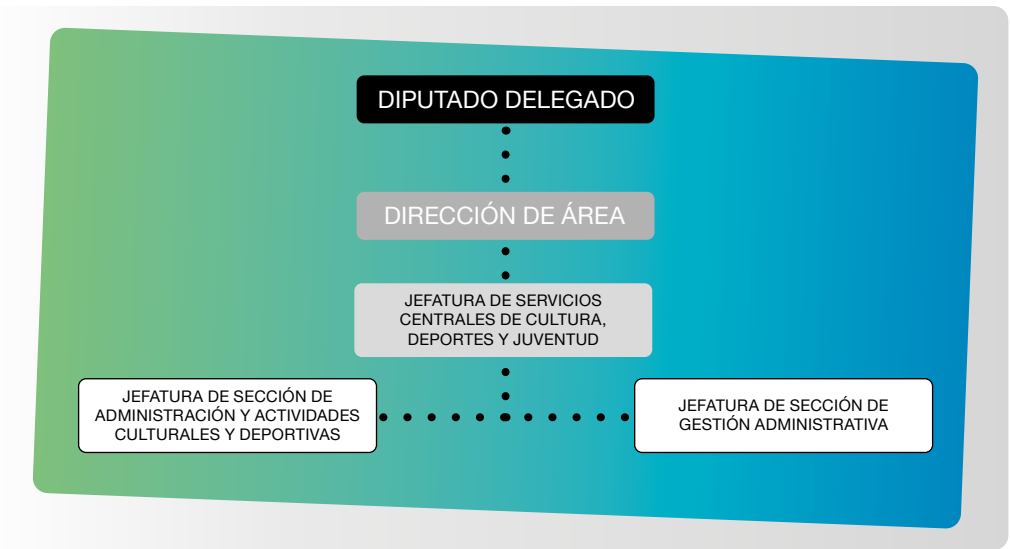 DIPUTADO DELEGADO
DIRECCIÓN DE ÁREA
JEFATURA DE SERVICIOS
CENTRALES DE CULTURA,
DEPORTES Y JUVENTUD
JEFATURA DE SECCIÓN DE
ADMINISTRACIÓN Y ACTIVIDADES
CULTURALES Y DEPORTIVAS
JEFATURA DE SECCIÓN DE
GESTIÓN ADMINISTRATIVA